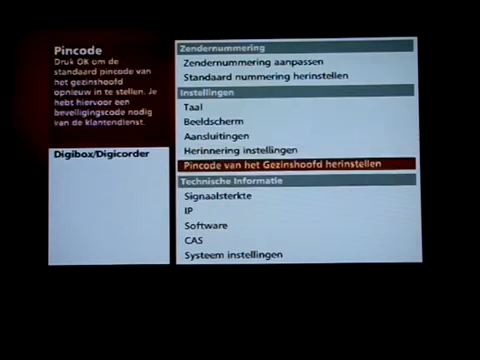 Pincode
Druk OK om de
standaard pincode van
het gezinshoofd
opnieuw in te stellen. Je
hebt hiervoor een
beveiligingscode nodig
van de klantendienst.
Digibox/Digicorder
Zendernummering
Zendernummering aanpassen
Standaard nummering herinstellen
Instellingen
Taal
Beeldscherm
Aansluitingen
Herinnering instellingen
Pincode van het Gezinshoofd herinstellen
Technische Informatie
Signaalsterkte
IP
Software
CAS
Systeem instellingen